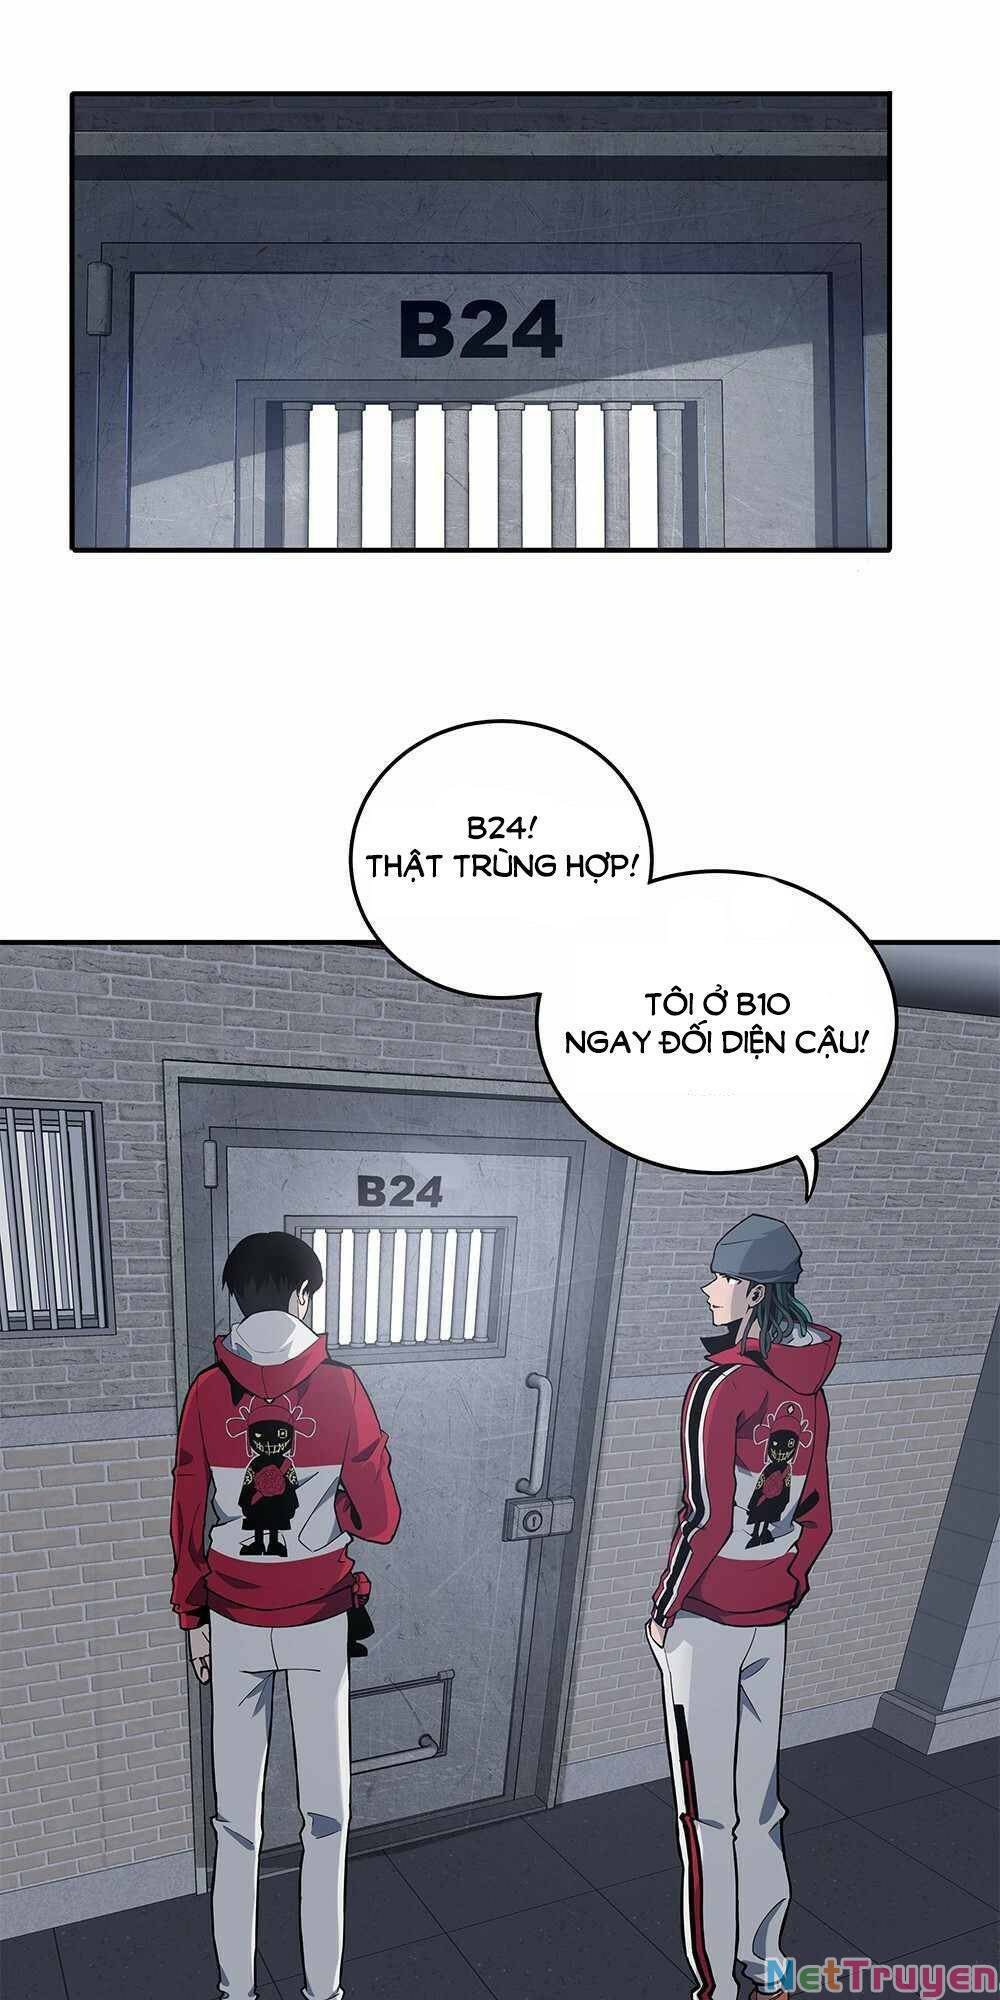 B24
B24!
THẬT TRÙNG HỢP!
TÔI Ở B10
NGAY ĐỐI DIỆN CẬU!
B24
NetTruyen